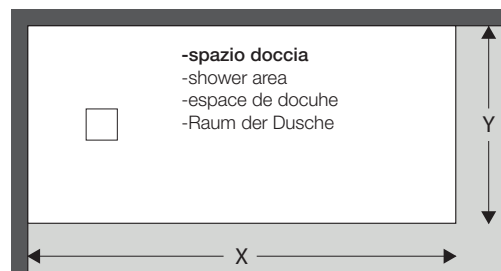 -spazio doccia
-shower area
-espace de docuhe
-Raum der Dusche
Y
X